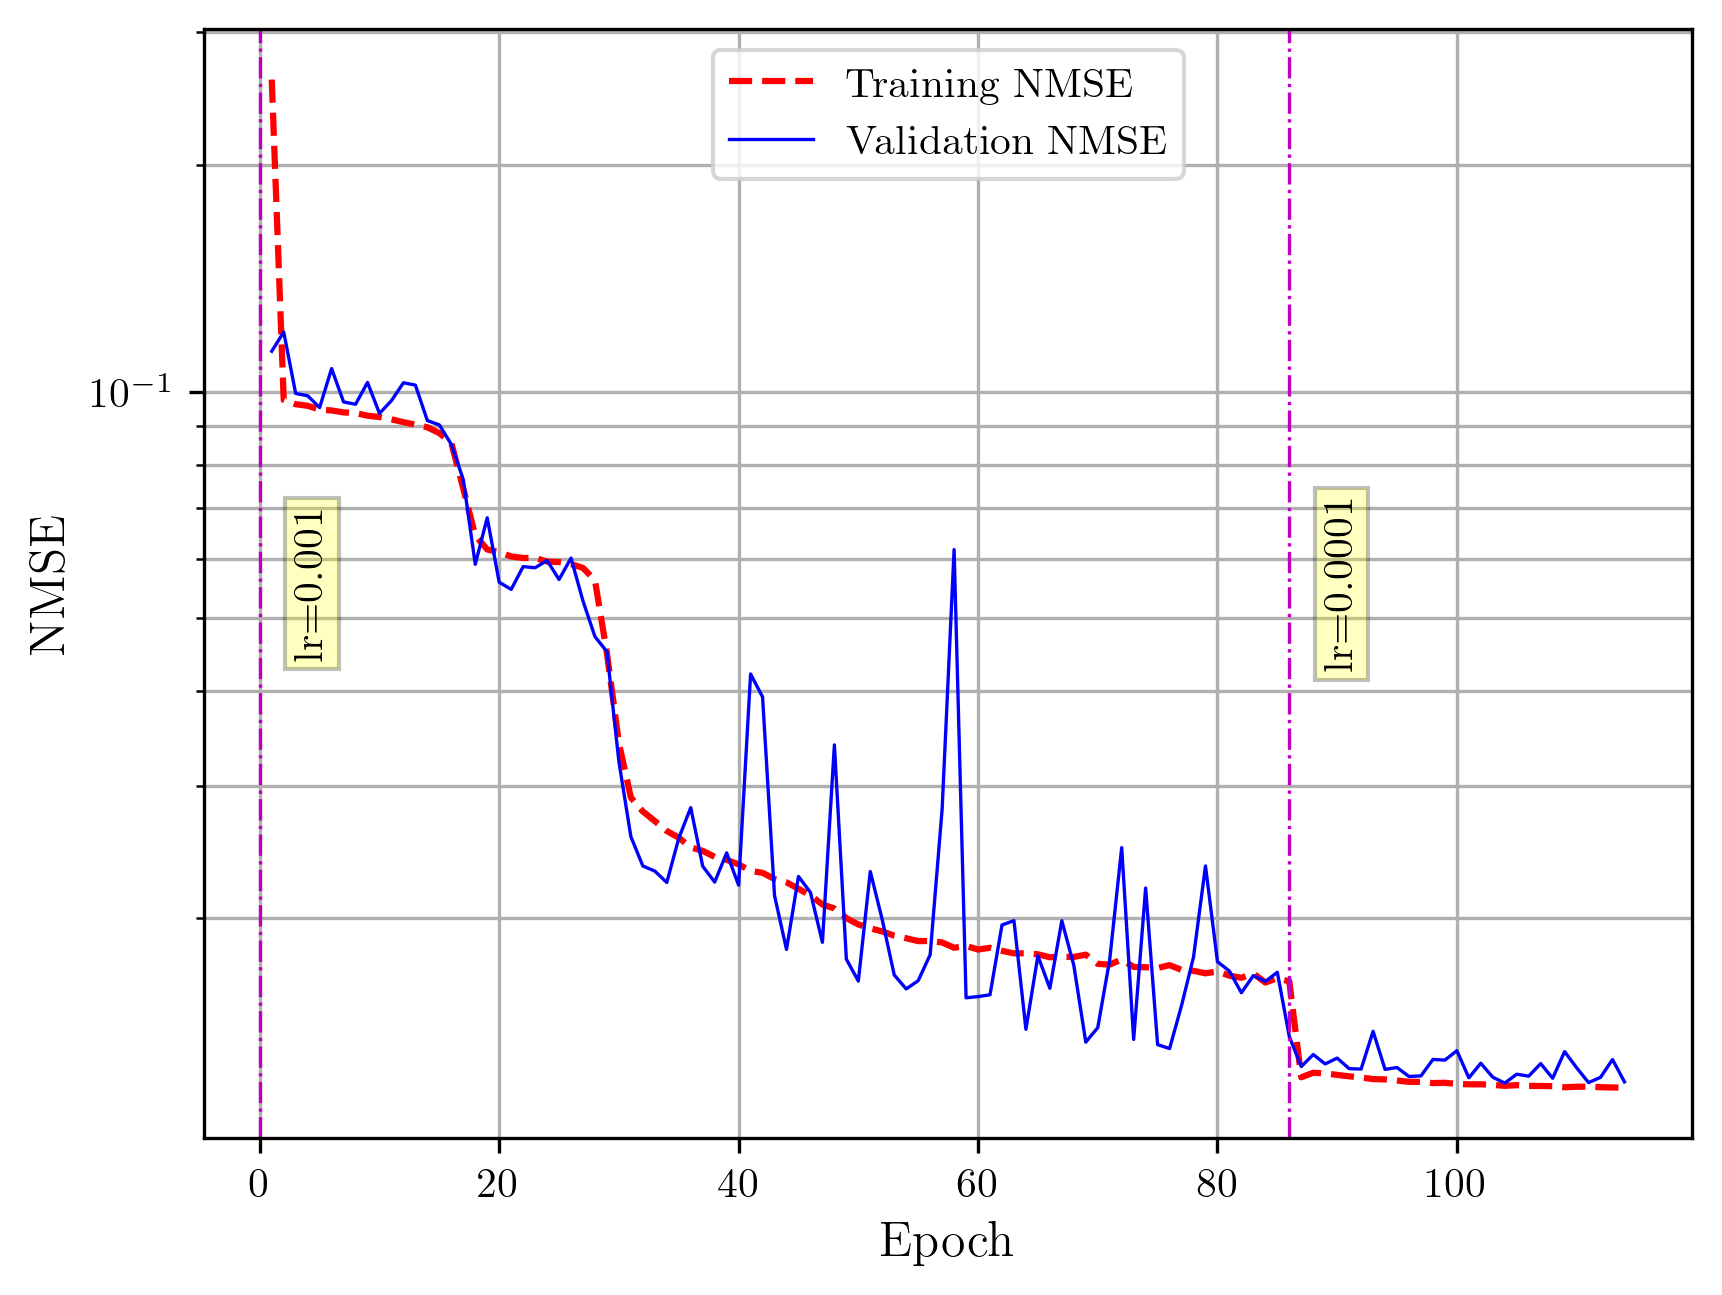 Training NMSE
Validation NMSE
10⁻¹
NMSE
lr=0.001
lr=0.0001
0 20 40 60 80 100
Epoch